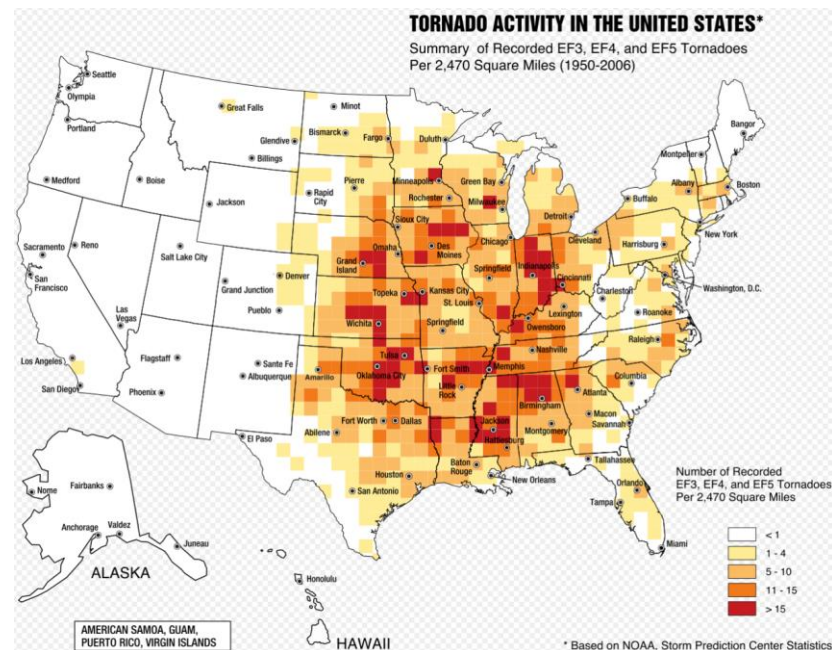 TORNADO ACTIVITY IN THE UNITED STATES*
Summary of Recorded EF3, EF4, and EF5 Tornadoes
Per 2,470 Square Miles (1950-2006)
Seattle
Olympia
Portland
Medford
Boise
Great Falls
Glendive
Billings
Minot
Bismarck
Fargo
Duluth
Bangor
Montpelier
Jackson
Rapid
City
Pierre
Minneapolis
Rochester
Green Bay
Milwaukee
Detroit
Buffalo
Albany
Boston
Sioux City
Sacramento
Reno
San
Francisco
Salt Lake City
Grand Junction
Denver
Pueblo
Grand
Island
Omaha
Des
Moines
Chicago
Cleveland
Harrisburg
New York
Washington, D.C.
Springfield
Indianapolis
Cincinnati
Charleston
Topeka
Kansas City
St. Louis
Lexington
Roanoke
Las
Vegas
Wichita
Springfield
Owensboro
Raleigh
Los Angeles
San Diego
Flagstaff
Phoenix
Sante Fe
Albuquerque
Amarillo
Tulsa
Oklahoma City
Fort Smith
Little
Rock
Memphis
Nashville
Columbia
Atlanta
Birmingham
Macon
Savannah
El Paso
Abilene
Fort Worth
Dallas
Jackson
Hattiesburg
Montgomery
Tallahassee
Houston
San Antonio
Baton
Rouge
New Orleans
Orlando
Tampa
Miami
Nome
Fairbanks
Anchorage
Valdez
Juneau
ALASKA
Honolulu
HAWAII
AMERICAN SAMOA, GUAM,
PUERTO RICO, VIRGIN ISLANDS
Number of Recorded
EF3, EF4, and EF5 Tornadoes
Per 2,470 Square Miles
< 1
1 - 4
5 - 10
11 - 15
> 15
* Based on NOAA, Storm Prediction Center Statistics